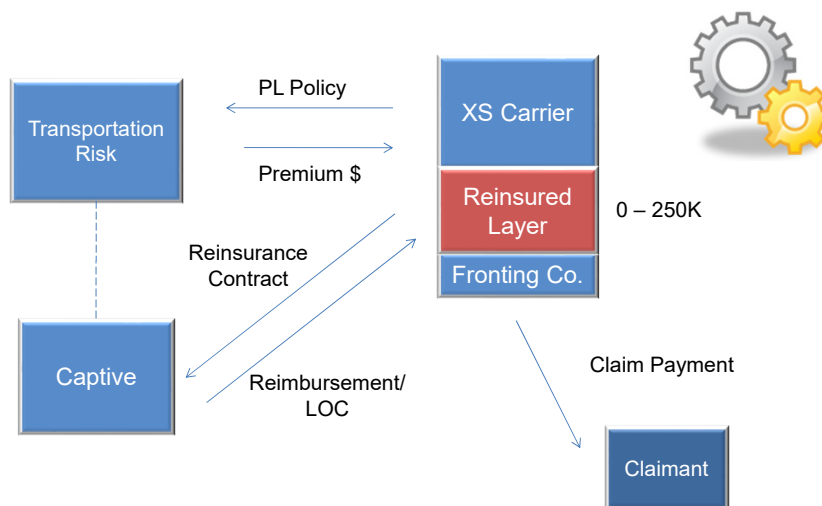 PL Policy
XS Carrier
Transportation
Risk
Premium $
Reinsured
Layer
0 – 250K
Reinsurance
Contract
Fronting Co.
Captive
Reimbursement/
LOC
Claim Payment
Claimant